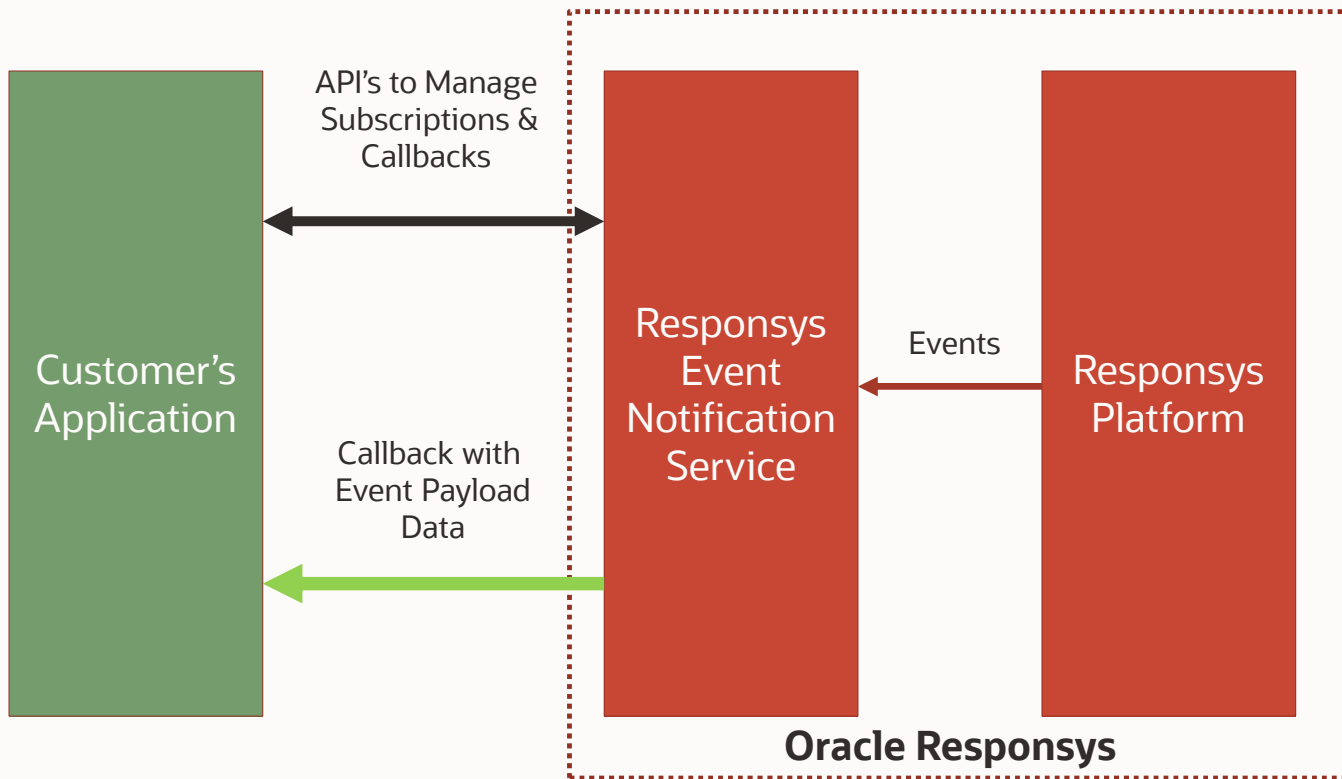 API's to Manage
Subscriptions &
Callbacks
Customer's
Application
Callback with
Event Payload
Data
Responsys
Event
Notification
Service
Events
Responsys
Platform
Oracle Responsys